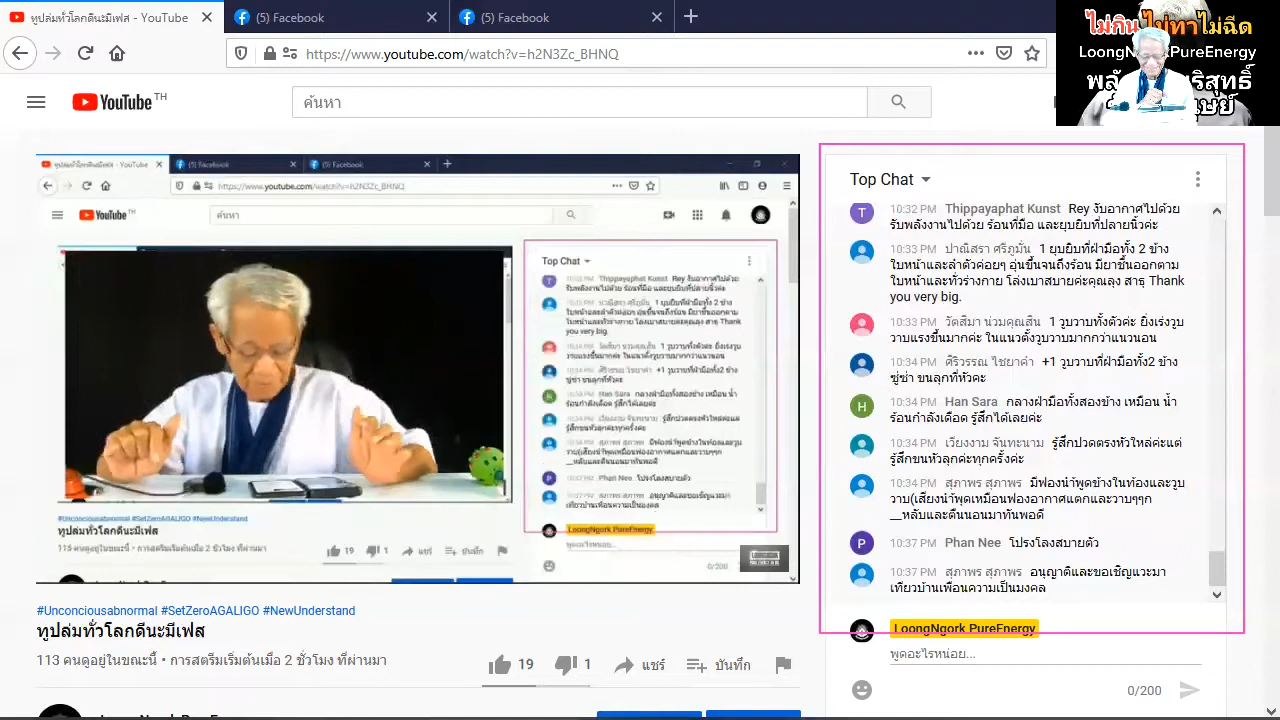 ทูปล่มทั่วโลกดีนะมีเฟส - YouTube
(5) Facebook
(5) Facebook
https://www.youtube.com/watch?v=h2N3Zc_BHNQ
ไม่กิน ไม่ทา ไม่ฉีด
YouTube TH
ค้นหา
Top Chat
10:32 PM Thippayaphat Kunst Rey งับอากาศไปด้วย
รับพลังงานไปด้วย ร้อนที่มือ และยุบยิบที่ปลายนิ้วค่ะ
10:33 PM ปาณิสรา ศรีภูมั่น 1 ยุบยิบที่ฝ่ามือทั้ง 2 ข้าง
ใบหน้าและลำตัวค่อยๆ อุ่นขึ้นจนถึงร้อน มียาซึ้นออกตาม
ใบหน้าและทั่วร่างกาย โล่งเบาสบายค่ะคุณลุง สาธุ Thank
you very big.
10:33 PM วัดสิมา น่วมคุณสิน 1 วูบวาบทั้งตัวค่ะ ยิ่งเร่งวูบ
วาบแรงขึ้นมากค่ะ ในแนวตั้งวูบวาบมากกว่าแนวนอน
10:34 PM ศิริวรรณ ไชยาคำ +1 วูบวาบที่ฝ่ามือทั้ง2 ข้าง
ซู่ซ่า ขนลุกที่หัวคะ
10:34 PM Han Sara กลางฝ่ามือทั้งสองข้าง เหมือน น้ำ
ร้อนกำลังเดือด รู้สึกได้เลยค่ะ
10:34 PM เวียงงาม จันทะนาม รู้สึกปวดตรงหัวไหล่ค่ะแต่
รู้สึกขนหัวลุกค่ะทุกครั้งค่ะ
10:34 PM สุภาพร สุภาพร มีฟองน้ำพูดข้างในท้องและวูบ
วาบ(เสียงน้ำพูดเหมือนฟองอากาศแตกและวาบๆๆก
__หลับและตื่นนอนมาทันพอดี
10:37 PM Phan Nee โปร่งโล่งสบายตัว
10:37 PM สุภาพร สุภาพร อนุญาติและขอเชิญแวะมา
เที่ยวบ้านเพื่อนความเป็นมงคล
LoongNgork PureEnergy
พูดอะไรหน่อย...
0/200
#Unconciousabnormal #SetZeroAGALIGO #NewUnderstand
ทูปล่มทั่วโลกดีนะมีเฟส
113 คนดูอยู่ในขณะนี้ • การสตรีมเริ่มต้นเมื่อ 2 ชั่วโมง ที่ผ่านมา
19
1
แชร์
บันทึก